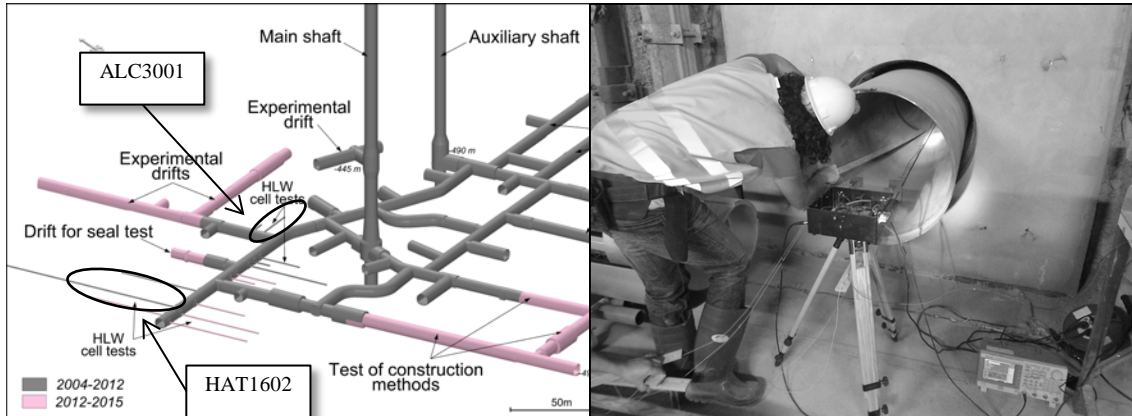 Main shaft
Auxiliary shaft
ALC3001
Experimental
drift
-490 m
-445 m
Experimental
drifts
HLW
cell tests
Drift for seal test
HLW
cell tests
Test of construction
methods
HAT1602
2004-2012
2012-2015
50m